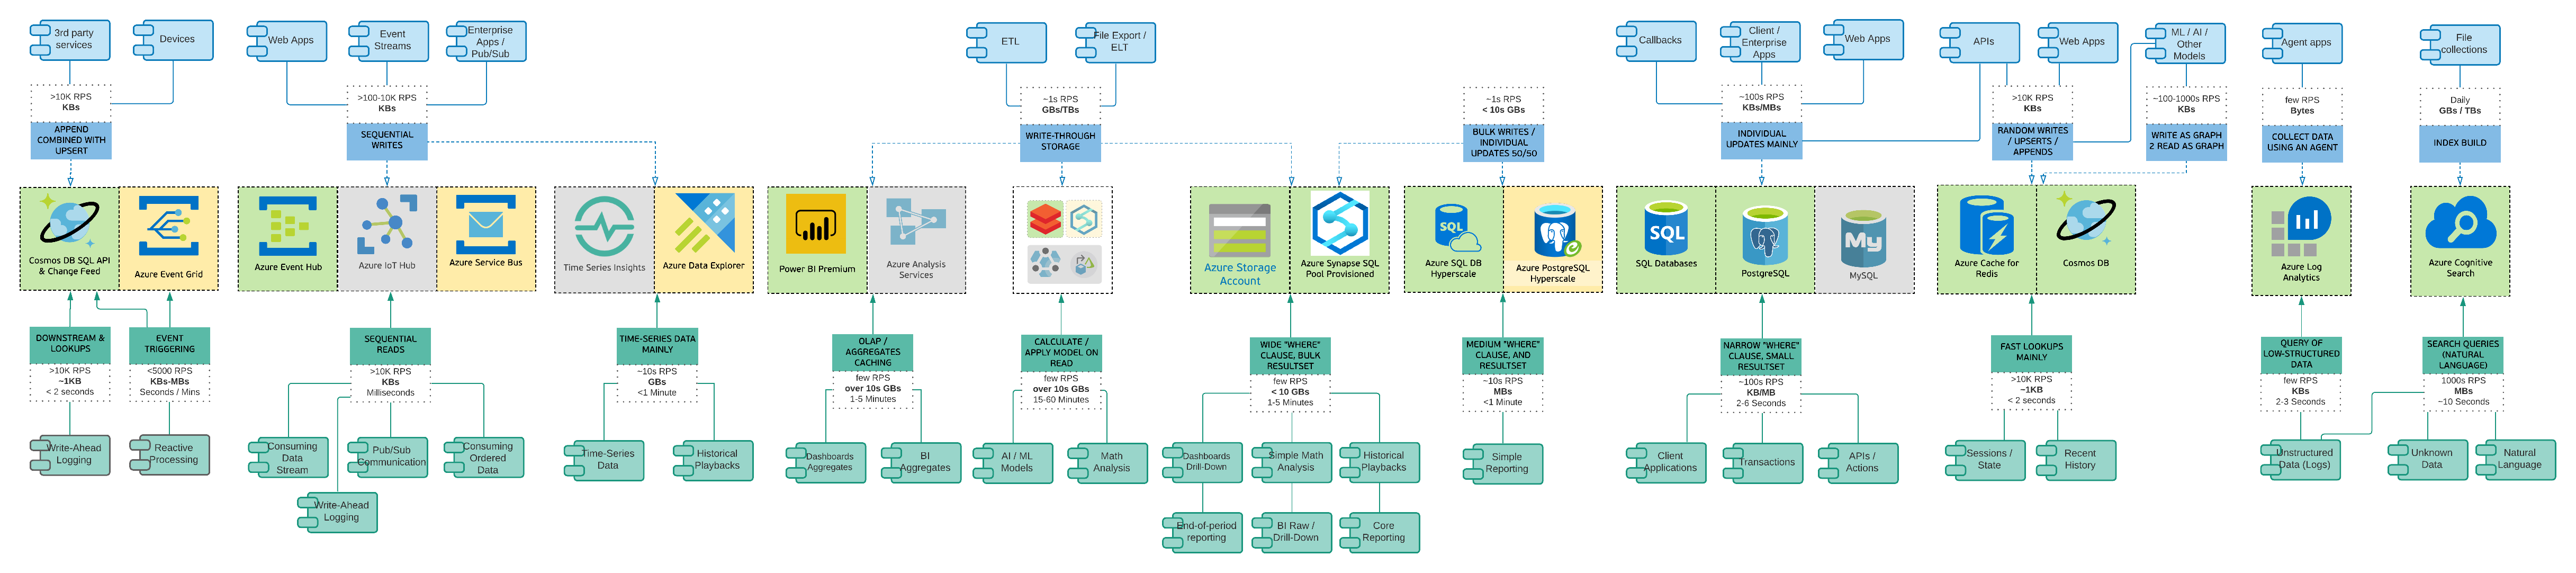 3rd party
services
Devices
Web Apps
Event
Streams
Enterprise
Apps /
Pub/Sub
ETL
File Export /
ELT
Callbacks
Client /
Enterprise
Apps
Web Apps
APIs
Web Apps
ML / AI /
Other
Models
Agent apps
File
collections
>10K RPS
KBs
>100-10K RPS
KBs
~1s RPS
GBs/TBs
~1s RPS
< 10s GBs
~100s RPS
KBs/MBs
>10K RPS
KBs
~100-1000s RPS
KBs
few RPS
Bytes
Daily
GBs / TBs
APPEND
COMBINED WITH
UPSERT
SEQUENTIAL
WRITES
WRITE-THROUGH
STORAGE
BULK WRITES /
INDIVIDUAL
UPDATES 50/50
INDIVIDUAL
UPDATES MAINLY
RANDOM WRITES
/ UPSERTS /
APPENDS
WRITE AS GRAPH
2 READ AS GRAPH
COLLECT DATA
USING AN AGENT
INDEX BUILD
Cosmos DB SQL API
& Change Feed
Azure Event Grid
Azure Event Hub
Azure IoT Hub
Azure Service Bus
Time Series Insights
Azure Data Explorer
Power BI Premium
Azure Analysis
Services
Azure Storage
Account
Azure Synapse SQL
Pool Provisioned
SQL
Azure SQL DB
Hyperscale
Azure PostgreSQL
Hyperscale
SQL
SQL Databases
PostgreSQL
My
MySQL
Azure Cache for
Redis
Cosmos DB
Azure Log
Analytics
Azure Cognitive
Search
DOWNSTREAM &
LOOKUPS
EVENT
TRIGGERING
SEQUENTIAL
READS
TIME-SERIES DATA
MAINLY
OLAP /
AGGREGATES
CACHING
CALCULATE /
APPLY MODEL ON
READ
WIDE "WHERE"
CLAUSE, BULK
RESULTSET
MEDIUM "WHERE"
CLAUSE, AND
RESULTSET
NARROW "WHERE"
CLAUSE, SMALL
RESULTSET
FAST LOOKUPS
MAINLY
QUERY OF
LOW-STRUCTURED
DATA
SEARCH QUERIES
(NATURAL
LANGUAGE)
>10K RPS
~1KB
< 2 seconds
<5000 RPS
KBs-MBs
Seconds / Mins
>10K RPS
KBs
Milliseconds
~10s RPS
GBs
<1 Minute
few RPS
over 10s GBs
1-5 Minutes
few RPS
over 10s GBs
15-60 Minutes
few RPS
< 10 GBs
1-5 Minutes
~10s RPS
MBs
<1 Minute
~100s RPS
KB/MB
2-6 Seconds
>10K RPS
~1KB
< 2 seconds
few RPS
KBs
2-3 Seconds
1000s RPS
MBs
~10 Seconds
Write-Ahead
Logging
Reactive
Processing
Consuming
Data
Stream
Pub/Sub
Communication
Consuming
Ordered
Data
Time-Series
Data
Historical
Playbacks
Dashboards
Aggregates
BI
Aggregates
AI / ML
Models
Math
Analysis
Dashboards
Drill-Down
Simple Math
Analysis
Historical
Playbacks
Simple
Reporting
Client
Applications
Transactions
APIs /
Actions
Sessions /
State
Recent
History
Unstructured
Data (Logs)
Unknown
Data
Natural
Language
Write-Ahead
Logging
End-of-period
reporting
BI Raw /
Drill-Down
Core
Reporting